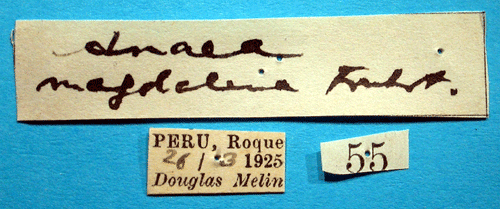 Anaea
magdalena Fruhst.
PERU, Roque
26/ 3 1925
Douglas Melin
55